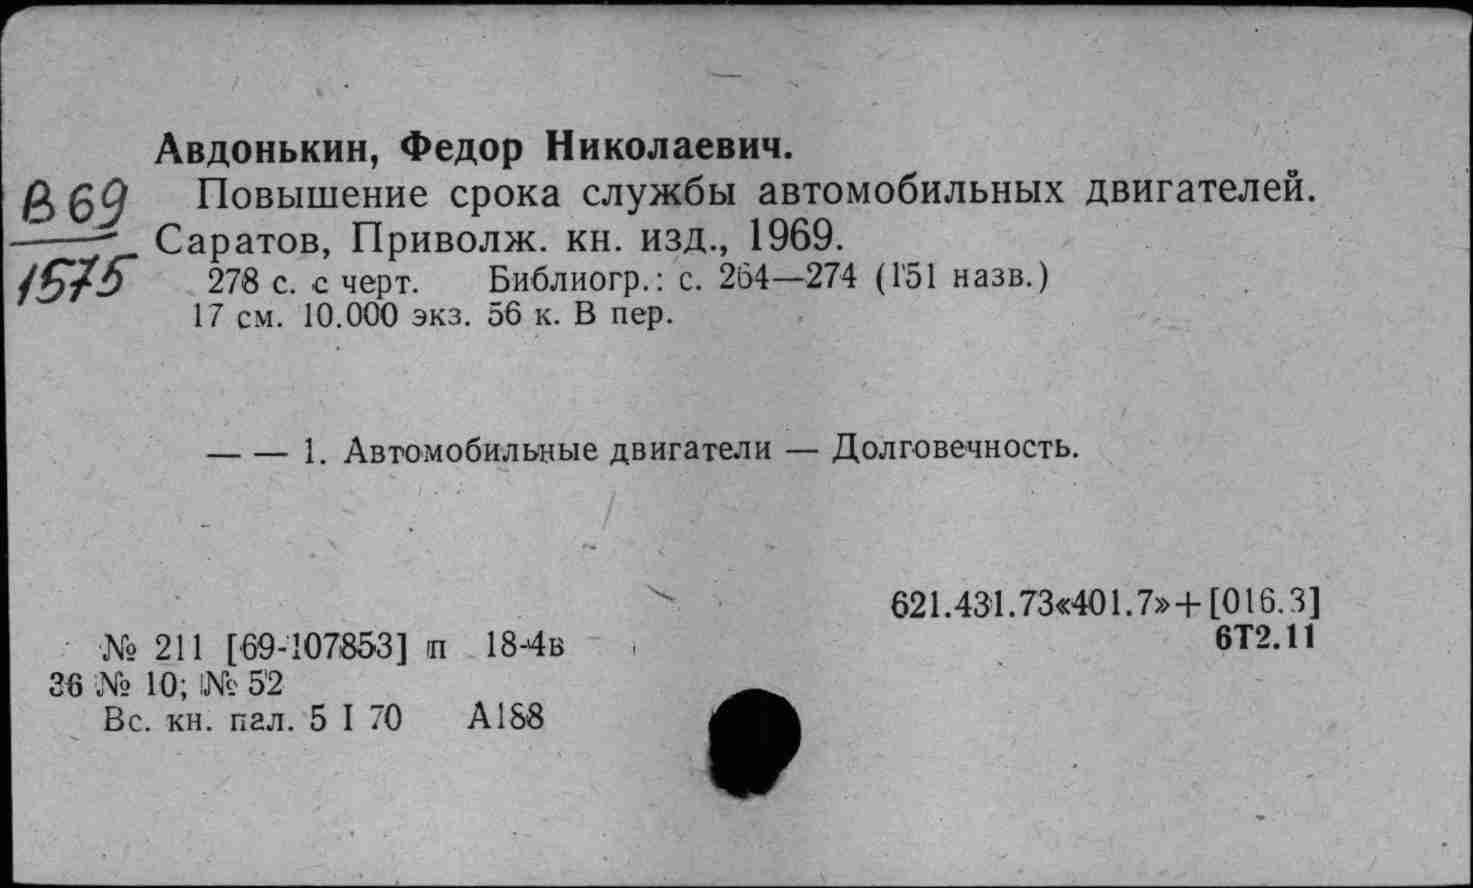 Авдонькин, Федор Николаевич.
В 69
1575
Повышение срока службы автомобильных двигателей.
Саратов, Приволж. кн. изд., 1969.
278 с. с черт. Библиогр.: с. 264—274 (151 назв.)
17 см. 10.000 экз. 56 к. В пер.
— — 1. Автомобильные двигатели — Долговечность.
621.431.73«401.7»+[016.3]
6Т2.11
№ 211 [69-107853] п 18-4в
36 № 10; № 52
Вс. кн. пал. 5 I 70 А188